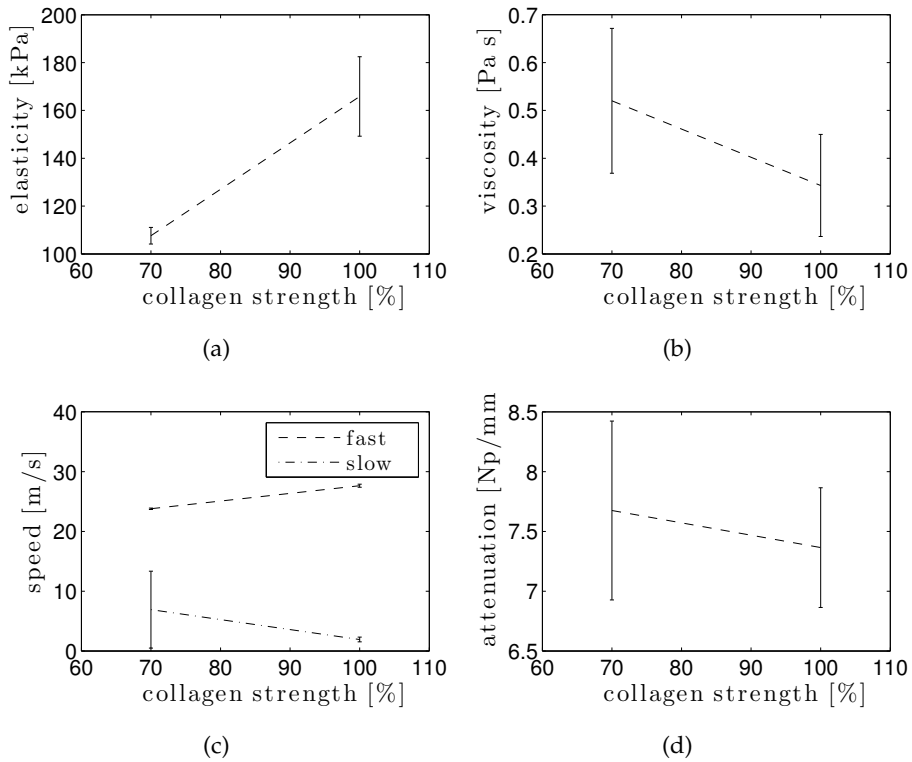 200
180
160
140
120
100
elasticity [kPa]
60 70 80 90 100 110
collagen strength [%]
(a)
0.7
0.6
0.5
0.4
0.3
0.2
viscosity [Pa s]
60 70 80 90 100 110
collagen strength [%]
(b)
40
30
20
10
0
speed [m/s]
fast
slow
60 70 80 90 100 110
collagen strength [%]
(c)
8.5
8
7.5
7
6.5
attenuation [Np/mm
60 70 80 90 100 110
collagen strength [%]
(d)